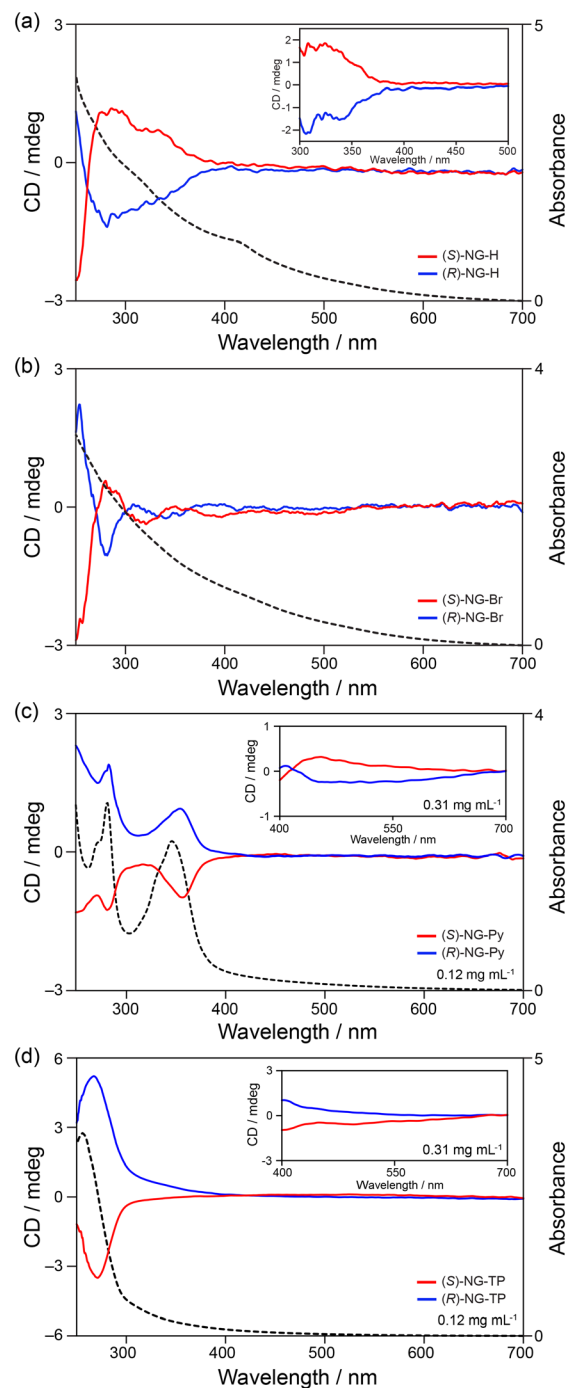 (a)
3
0
–3
CD / mdeg
5
0
Absorbance
300 400 500 600 700
Wavelength / nm
2
1
0
-1
-2
CD / mdeg
300 350 400 450 500
Wavelength / nm
(S)-NG-H
(R)-NG-H
(b)
3
0
–3
CD / mdeg
4
0
Absorbance
300 400 500 600 700
Wavelength / nm
(S)-NG-Br
(R)-NG-Br
(c)
3
0
–3
CD / mdeg
4
0
Absorbance
300 400 500 600 700
Wavelength / nm
1
0
-1
CD / mdeg
400 550 700
Wavelength / nm
0.31 mg mL⁻¹
(S)-NG-Py
(R)-NG-Py
0.12 mg mL⁻¹
(d)
6
3
0
–3
–6
CD / mdeg
5
0
Absorbance
300 400 500 600 700
Wavelength / nm
3
0
-3
CD / mdeg
400 550 700
Wavelength / nm
0.31 mg mL⁻¹
(S)-NG-TP
(R)-NG-TP
0.12 mg mL⁻¹